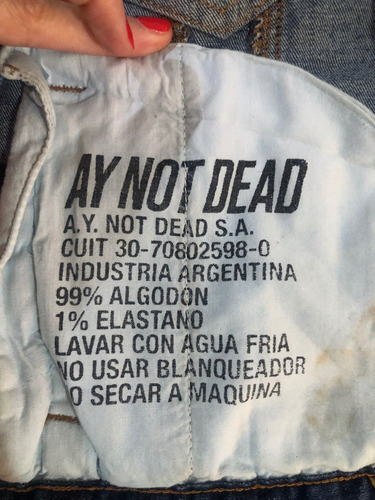 AY NOT DEAD
A.Y. NOT DEAD S.A.
CUIT 30-70802598-0
INDUSTRIA ARGENTINA
99% ALGODON
1% ELASTANO
LAVAR CON AGUA FRIA
NO USAR BLANQUEADOR
NO SECAR A MAQUINA